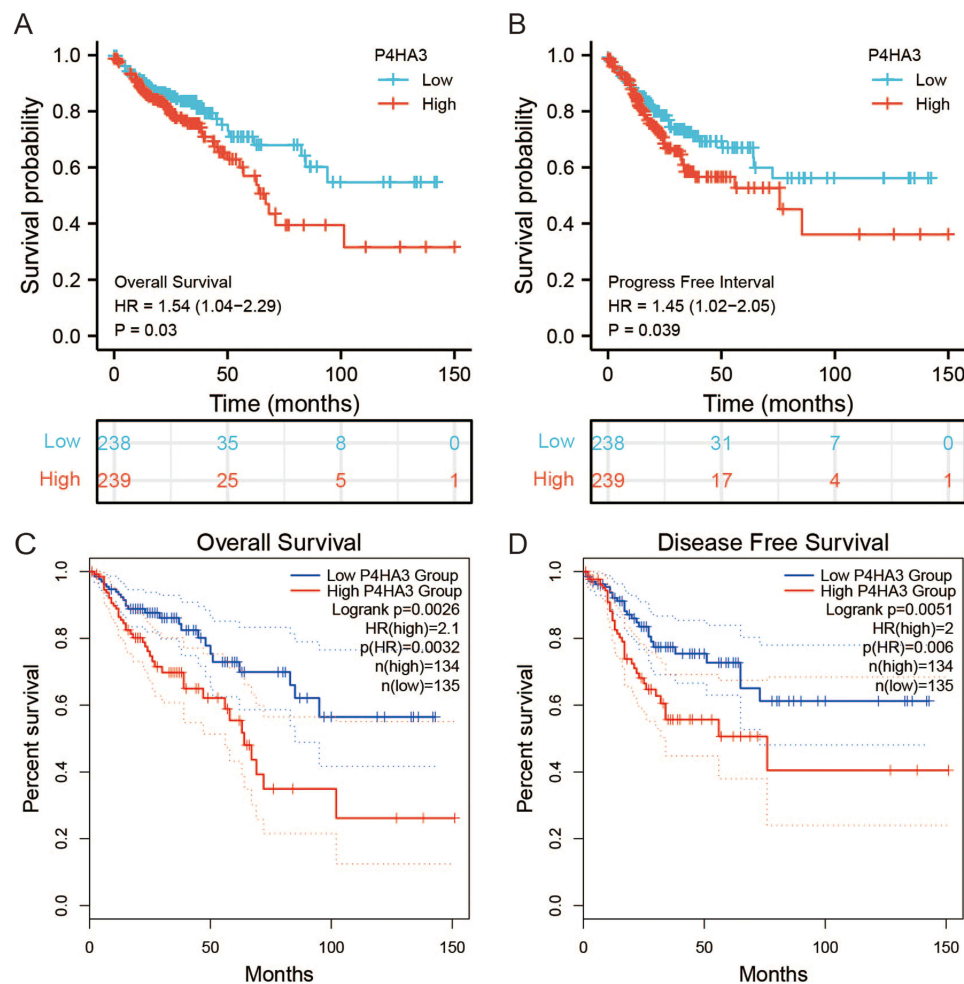 A
P4HA3
Low
High
Survival probability
1.0
0.8
0.6
0.4
0.2
0.0
Overall Survival
HR = 1.54 (1.04−2.29)
P = 0.03
0 50 100 150
Time (months)
Low 238 35 8 0
High 239 25 5 1
B
P4HA3
Low
High
Survival probability
1.0
0.8
0.6
0.4
0.2
0.0
Progress Free Interval
HR = 1.45 (1.02−2.05)
P = 0.039
0 50 100 150
Time (months)
Low 238 31 7 0
High 239 17 4 1
C
Overall Survival
Low P4HA3 Group
High P4HA3 Group
Logrank p=0.0026
HR(high)=2.1
p(HR)=0.0032
n(high)=134
n(low)=135
Percent survival
1.0
0.8
0.6
0.4
0.2
0.0
0 50 100 150
Months
D
Disease Free Survival
Low P4HA3 Group
High P4HA3 Group
Logrank p=0.0051
HR(high)=2
p(HR)=0.006
n(high)=134
n(low)=135
Percent survival
1.0
0.8
0.6
0.4
0.2
0.0
0 50 100 150
Months